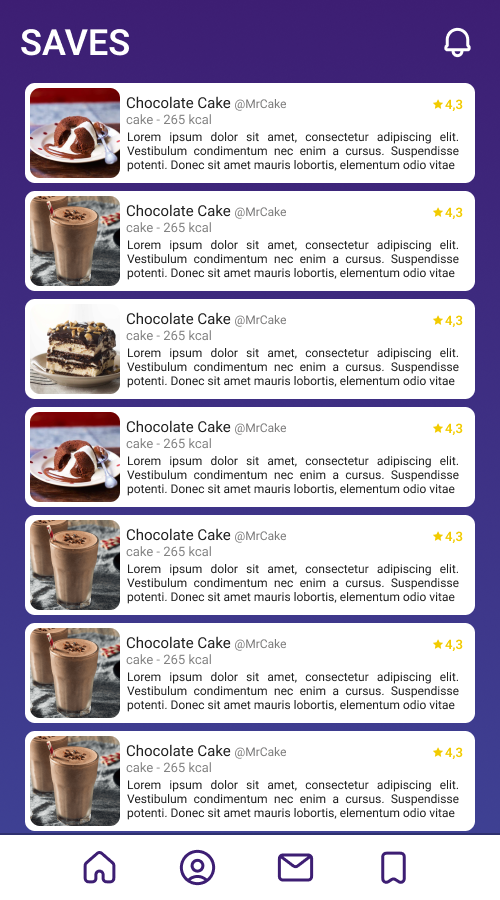 SAVES
Chocolate Cake @MrCake 4,3
cake - 265 kcal
Lorem ipsum dolor sit amet, consectetur adipiscing elit.
Vestibulum condimentum nec enim a cursus. Suspendisse
potenti. Donec sit amet mauris lobortis, elementum odio vitae
Chocolate Cake @MrCake 4,3
cake - 265 kcal
Lorem ipsum dolor sit amet, consectetur adipiscing elit.
Vestibulum condimentum nec enim a cursus. Suspendisse
potenti. Donec sit amet mauris lobortis, elementum odio vitae
Chocolate Cake @MrCake 4,3
cake - 265 kcal
Lorem ipsum dolor sit amet, consectetur adipiscing elit.
Vestibulum condimentum nec enim a cursus. Suspendisse
potenti. Donec sit amet mauris lobortis, elementum odio vitae
Chocolate Cake @MrCake 4,3
cake - 265 kcal
Lorem ipsum dolor sit amet, consectetur adipiscing elit.
Vestibulum condimentum nec enim a cursus. Suspendisse
potenti. Donec sit amet mauris lobortis, elementum odio vitae
Chocolate Cake @MrCake 4,3
cake - 265 kcal
Lorem ipsum dolor sit amet, consectetur adipiscing elit.
Vestibulum condimentum nec enim a cursus. Suspendisse
potenti. Donec sit amet mauris lobortis, elementum odio vitae
Chocolate Cake @MrCake 4,3
cake - 265 kcal
Lorem ipsum dolor sit amet, consectetur adipiscing elit.
Vestibulum condimentum nec enim a cursus. Suspendisse
potenti. Donec sit amet mauris lobortis, elementum odio vitae
Chocolate Cake @MrCake 4,3
cake - 265 kcal
Lorem ipsum dolor sit amet, consectetur adipiscing elit.
Vestibulum condimentum nec enim a cursus. Suspendisse
potenti. Donec sit amet mauris lobortis, elementum odio vitae